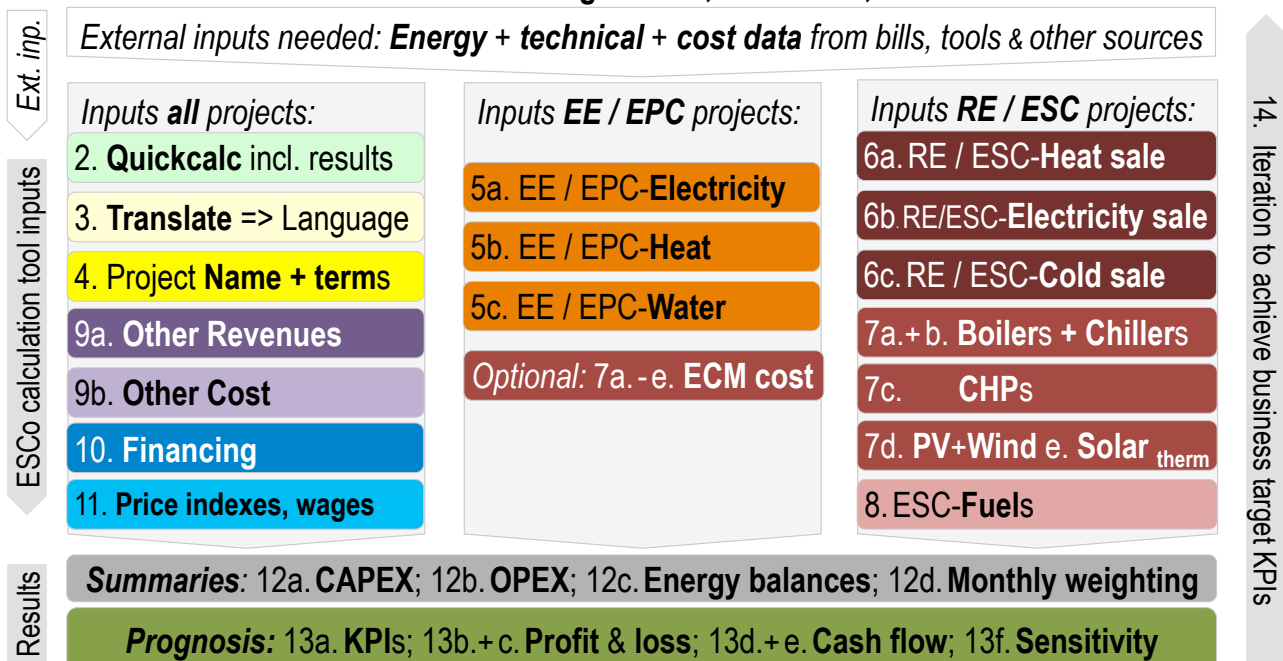 External inputs needed: Energy + technical + cost data from bills, tools & other sources
Ext. inp.
ESCo calculation tool inputs
Inputs all projects:
2. Quickcalc incl. results
3. Translate => Language
4. Project Name + terms
9a. Other Revenues
9b. Other Cost
10. Financing
11. Price indexes, wages
Inputs EE / EPC projects:
5a. EE / EPC-Electricity
5b. EE / EPC-Heat
5c. EE / EPC-Water
Optional: 7a.-e. ECM cost
Inputs RE / ESC projects:
6a. RE / ESC-Heat sale
6b. RE/ESC-Electricity sale
6c. RE / ESC-Cold sale
7a.+b. Boilers + Chillers
7c. CHPs
7d. PV+Wind e. Solar therm
8. ESC-Fuels
14. Iteration to achieve business target KPIs
Results
Summaries: 12a. CAPEX; 12b. OPEX; 12c. Energy balances; 12d. Monthly weighting
Prognosis: 13a. KPIs; 13b.+c. Profit & loss; 13d.+e. Cash flow; 13f. Sensitivity